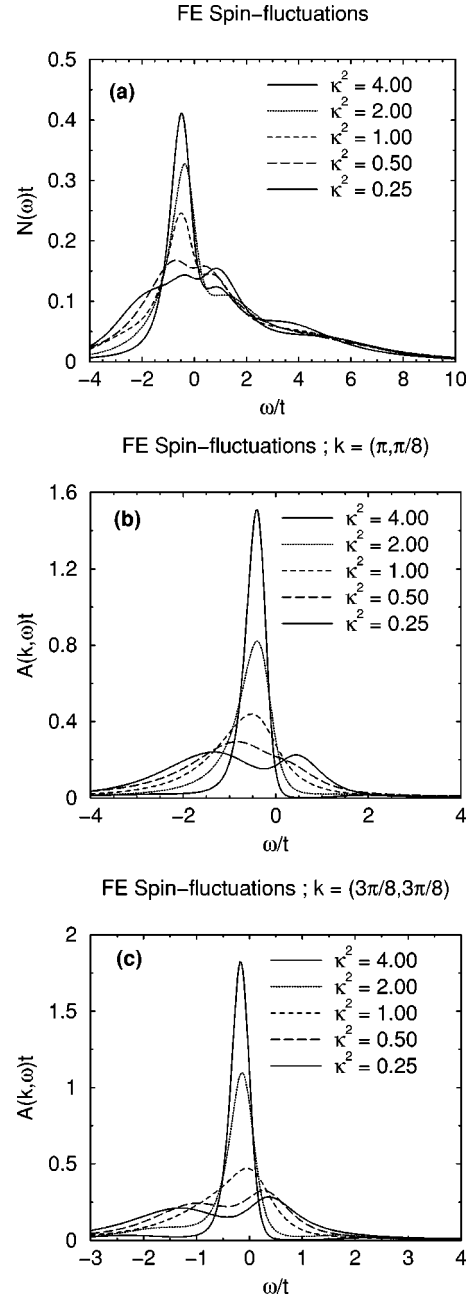 FE Spin−fluctuations
(a)
κ² = 4.00
κ² = 2.00
κ² = 1.00
κ² = 0.50
κ² = 0.25
N(ω)t
0.5
0.4
0.3
0.2
0.1
0
−4 −2 0 2 4 6 8 10
ω/t
FE Spin−fluctuations ; k = (π,π/8)
(b)
κ² = 4.00
κ² = 2.00
κ² = 1.00
κ² = 0.50
κ² = 0.25
A(k,ω)t
1.6
1.2
0.8
0.4
0
−4 −2 0 2 4
ω/t
FE Spin−fluctuations ; k = (3π/8,3π/8)
(c)
κ² = 4.00
κ² = 2.00
κ² = 1.00
κ² = 0.50
κ² = 0.25
A(k,ω)t
2
1.5
1
0.5
0
−3 −2 −1 0 1 2 3 4
ω/t